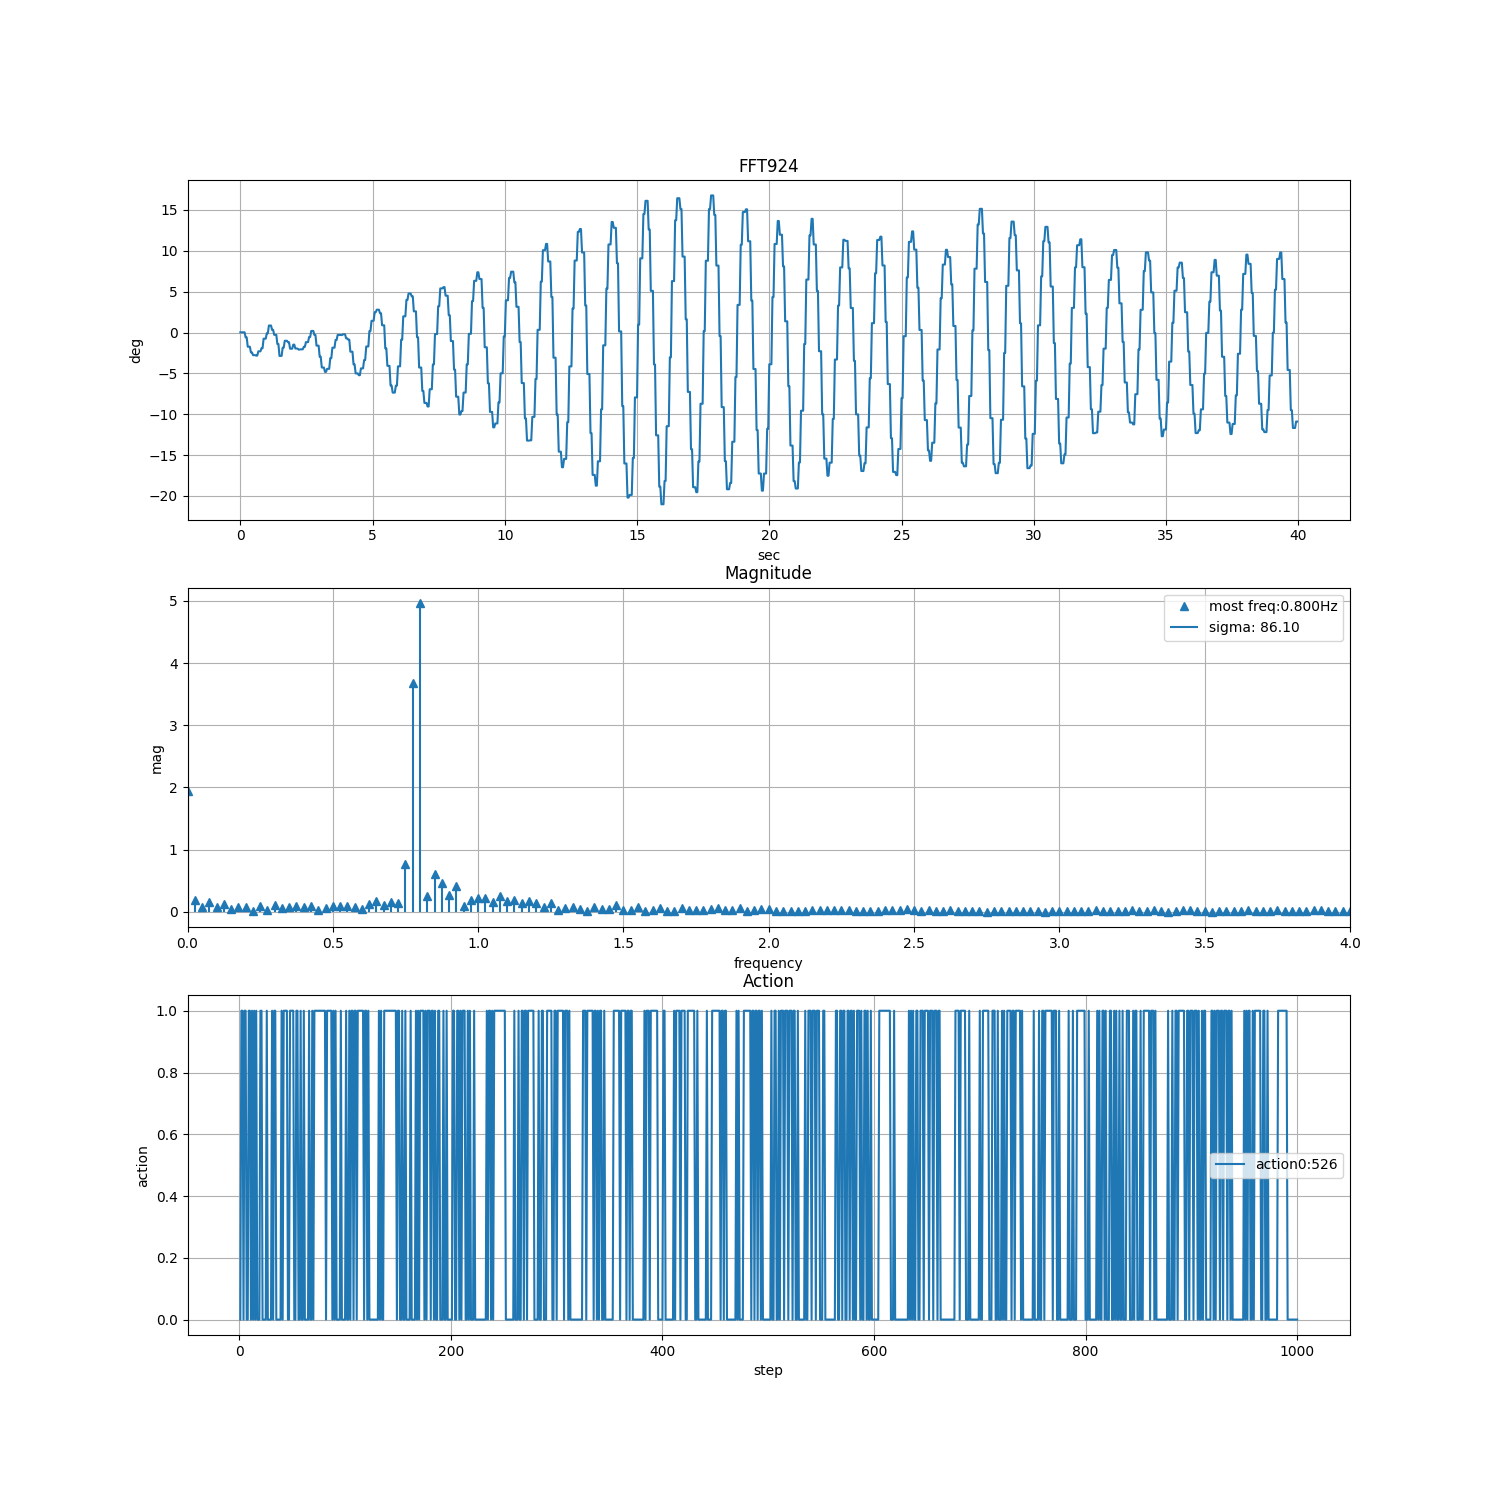 FFT924
15
10
5
0
−5
−10
−15
−20
deg
0 5 10 15 20 25 30 35 40
sec
Magnitude
5
4
3
2
1
0
mag
most freq:0.800Hz
sigma: 86.10
0.0 0.5 1.0 1.5 2.0 2.5 3.0 3.5 4.0
frequency
Action
1.0
0.8
0.6
0.4
0.2
0.0
action
action0:526
0 200 400 600 800 1000
step